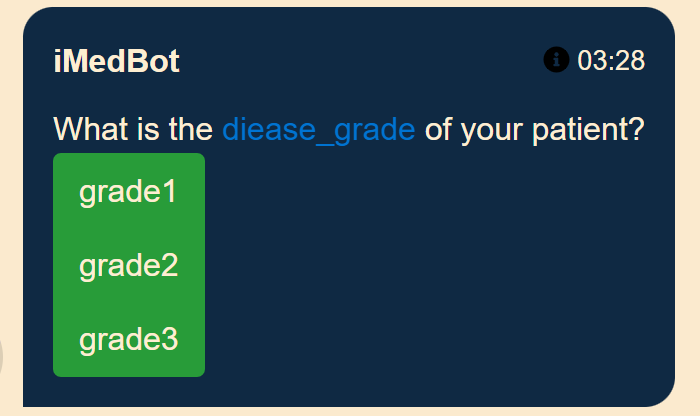 iMedBot 03:28
What is the diease_grade of your patient?
grade1
grade2
grade3